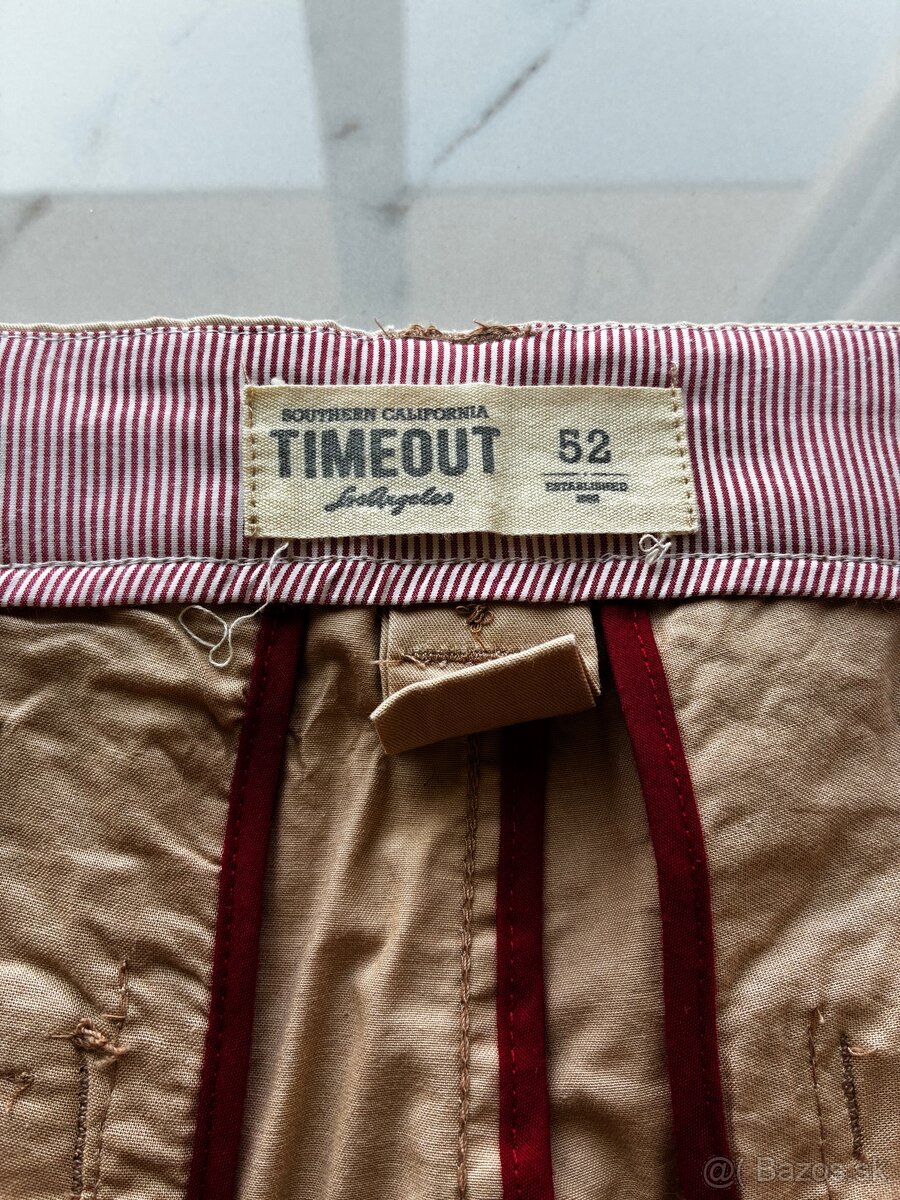 SOUTHERN CALIFORNIA
TIMEOUT
Los Angeles
52
ESTABLISHED
@( Bazos.sk